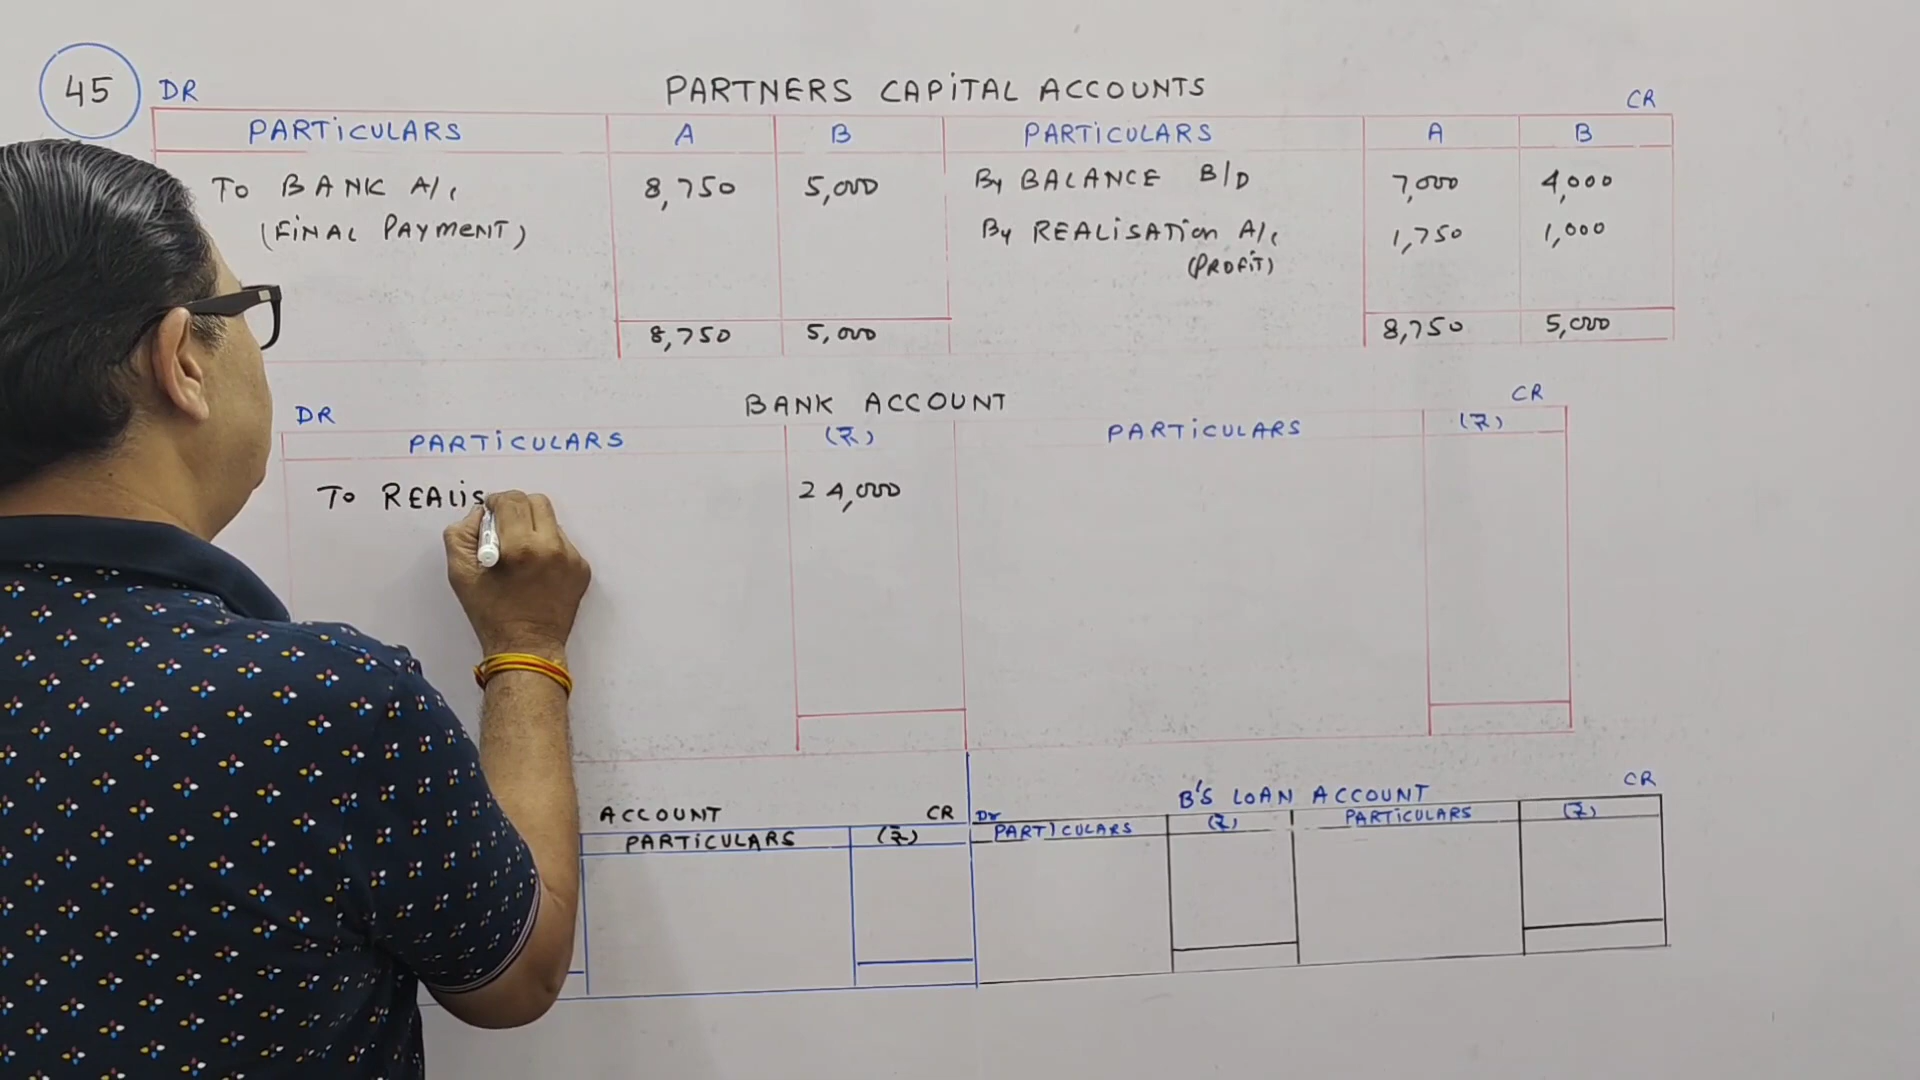 45
DR PARTNERS CAPITAL ACCOUNTS CR
PARTICULARS A B PARTICULARS A B
To BANK A/c 8,750 5,000 By BALANCE B/D 7,000 4,000
(FINAL PAYMENT) By REALISATION A/c 1,750 1,000
(PROFIT)
8,750 5,000 8,750 5,000
DR BANK ACCOUNT CR
PARTICULARS (₹) PARTICULARS (₹)
To REALIS 24,000
ACCOUNT CR
PARTICULARS (₹)
B'S LOAN ACCOUNT CR
Dr
PARTICULARS (₹) PARTICULARS (₹)